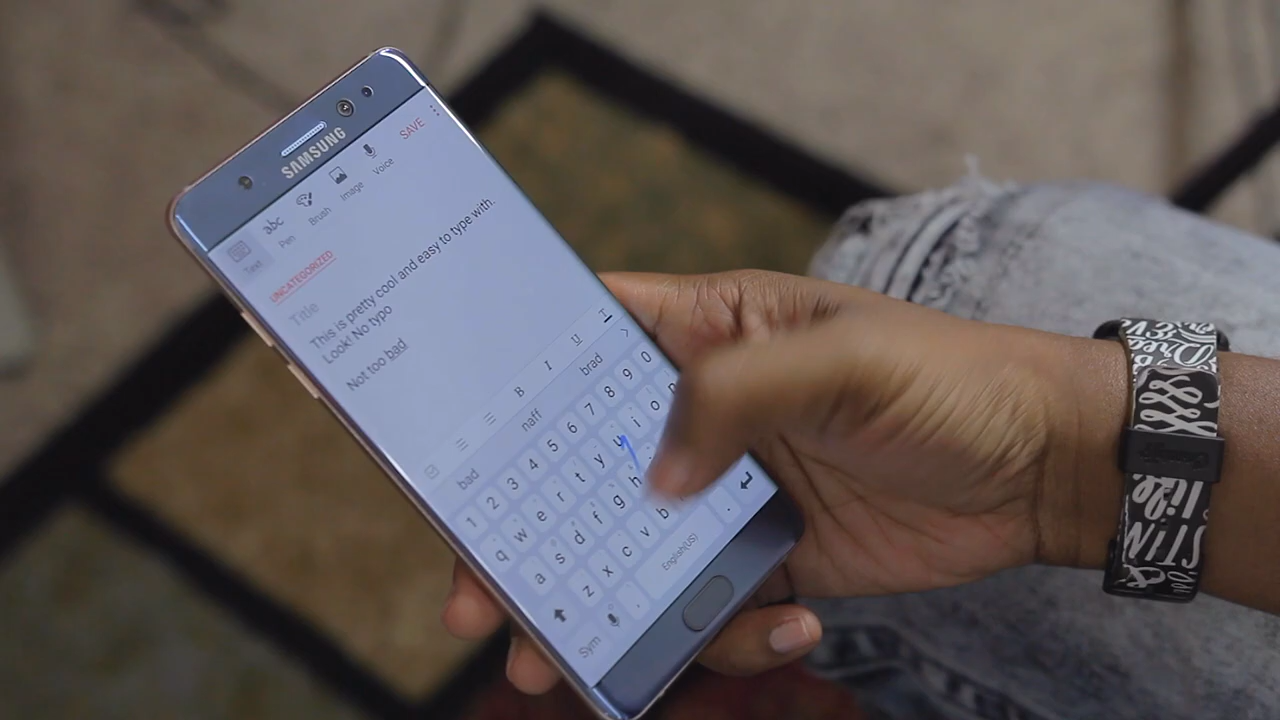 SAMSUNG
SAVE
Text
abc
Pen
Brush
Image
Voice
UNCATEGORIZED
Title
This is pretty cool and easy to type with.
Look! No typo
Not too bad
B I U T
bad naff brad
1 2 3 4 5 6 7 8 9 0
q w e r t y u i o p
a s d f g h
z x c v b
Sym , English(US) .
Drea
like